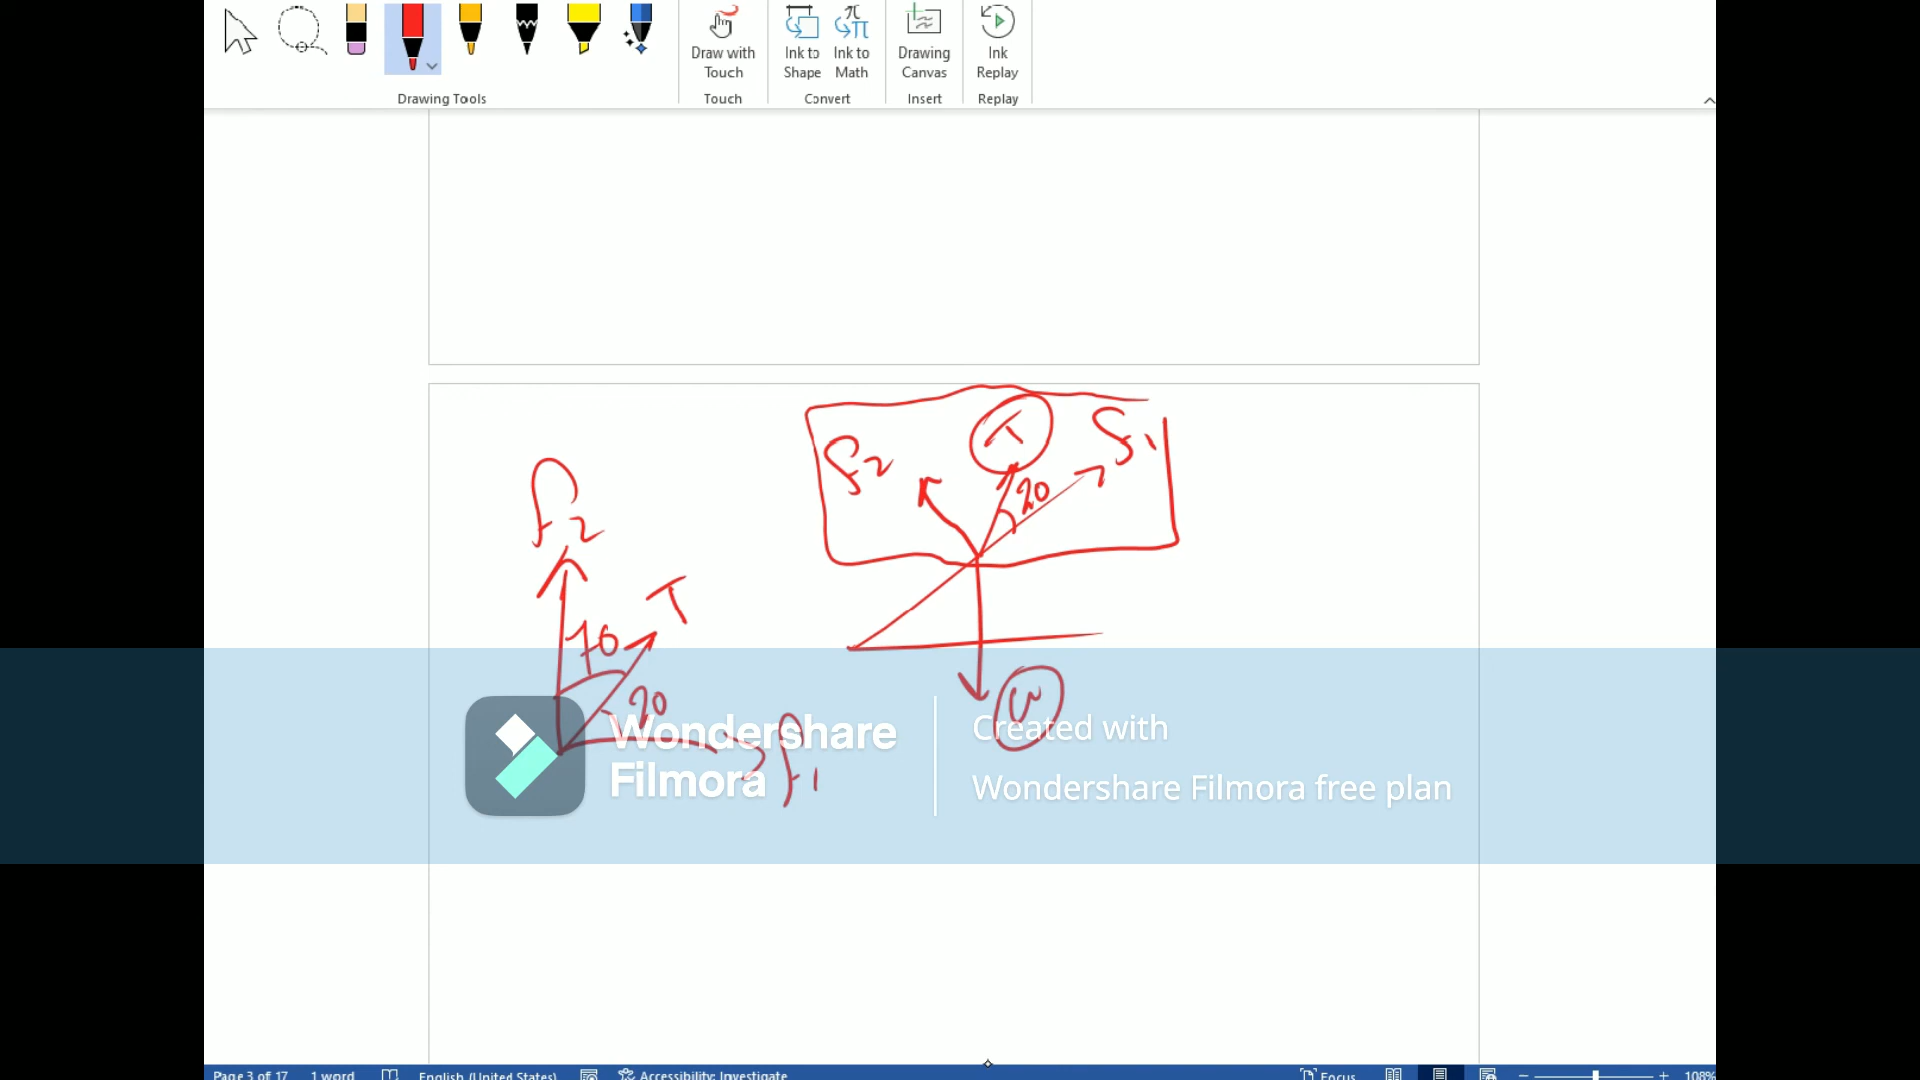 Draw with
Touch
Ink to
Shape
Ink to
Math
Drawing
Canvas
Ink
Replay
Drawing Tools
Touch
Convert
Insert
Replay
f2
T
f1
20
f2
T
70
20
f1
W
Wondershare
Filmora
Created with
Wondershare Filmora free plan
Page 3 of 17
1 word
English (United States)
Accessibility: Investigate
Focus
108%